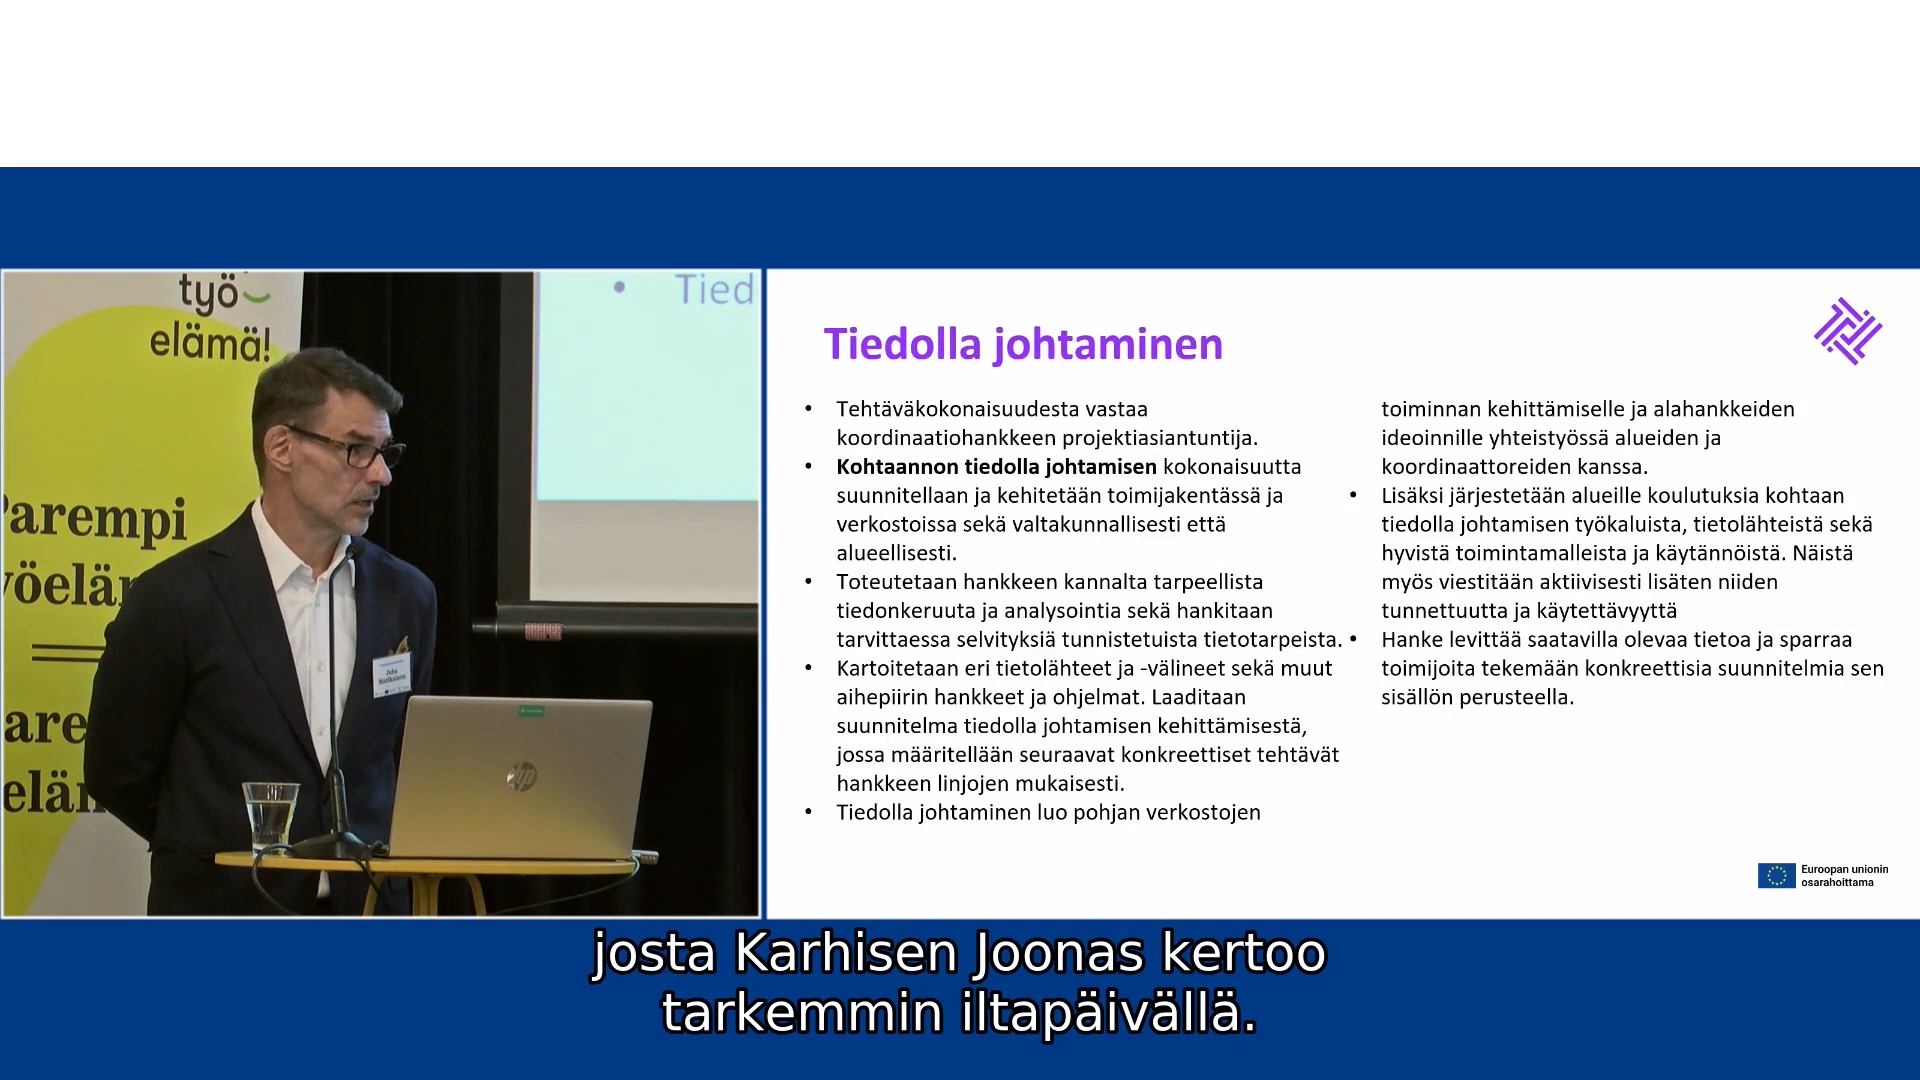 työ
elämä!
Parempi
työeläm
Pare
eläm
Tied
Juha
Matikainen
hp
Tiedolla johtaminen
• Tehtäväkokonaisuudesta vastaa
koordinaatiohankkeen projektiasiantuntija.
• Kohtaannon tiedolla johtamisen kokonaisuutta
suunnitellaan ja kehitetään toimijakentässä ja
verkostoissa sekä valtakunnallisesti että
alueellisesti.
• Toteutetaan hankkeen kannalta tarpeellista
tiedonkeruuta ja analysointia sekä hankitaan
tarvittaessa selvityksiä tunnistetuista tietotarpeista.
• Kartoitetaan eri tietolähteet ja -välineet sekä muut
aihepiirin hankkeet ja ohjelmat. Laaditaan
suunnitelma tiedolla johtamisen kehittämisestä,
jossa määritellään seuraavat konkreettiset tehtävät
hankkeen linjojen mukaisesti.
• Tiedolla johtaminen luo pohjan verkostojen
toiminnan kehittämiselle ja alahankkeiden
ideoinnille yhteistyössä alueiden ja
koordinaattoreiden kanssa.
• Lisäksi järjestetään alueille koulutuksia kohtaan
tiedolla johtamisen työkaluista, tietolähteistä sekä
hyvistä toimintamalleista ja käytännöistä. Näistä
myös viestitään aktiivisesti lisäten niiden
tunnettuutta ja käytettävyyttä
• Hanke levittää saatavilla olevaa tietoa ja sparraa
toimijoita tekemään konkreettisia suunnitelmia sen
sisällön perusteella.
Euroopan unionin
osarahoittama
josta Karhisen Joonas kertoo
tarkemmin iltapäivällä.